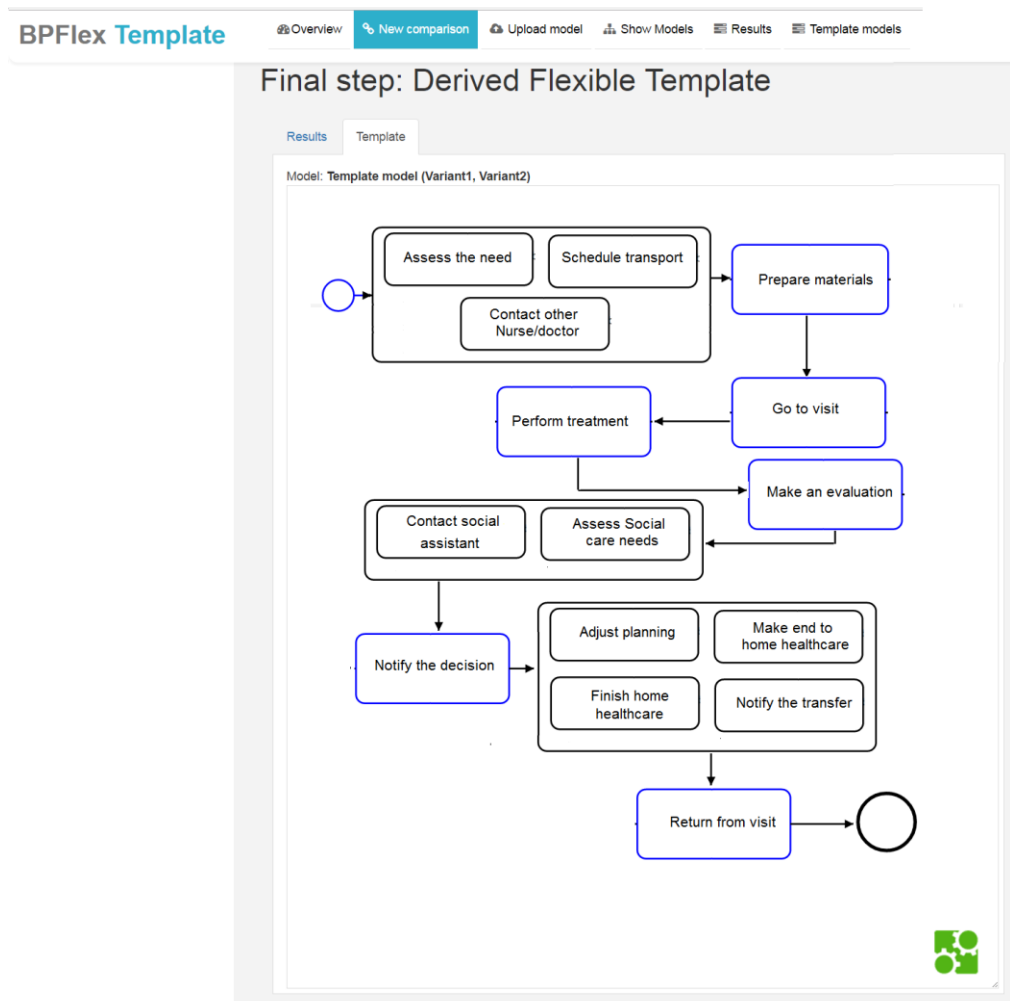 BPFlex Template
Overview
New comparison
Upload model
Show Models
Results
Template models
Final step: Derived Flexible Template
Results
Template
Model: Template model (Variant1, Variant2)
Assess the need
Schedule transport
Contact other
Nurse/doctor
Prepare materials
Go to visit
Perform treatment
Make an evaluation
Contact social
assistant
Assess Social
care needs
Notify the decision
Adjust planning
Make end to
home healthcare
Finish home
healthcare
Notify the transfer
Return from visit